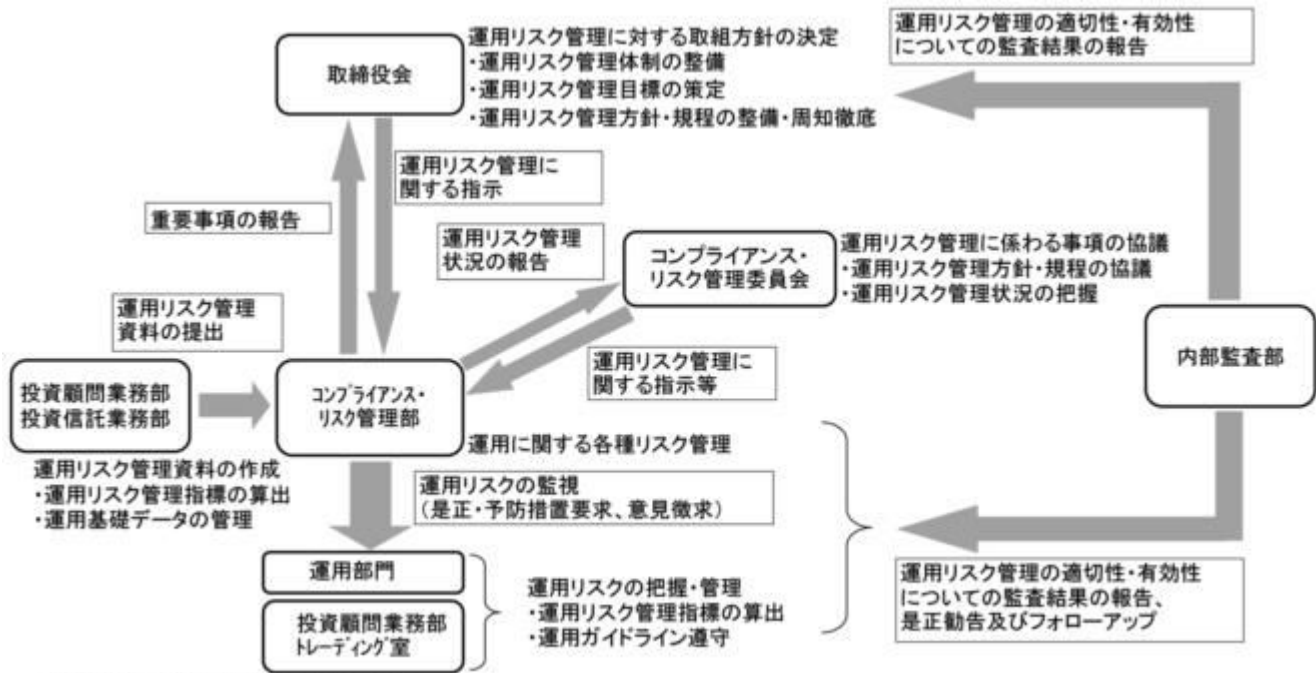 取締役会
運用リスク管理に対する取組方針の決定
・運用リスク管理体制の整備
・運用リスク管理目標の策定
・運用リスク管理方針・規程の整備・周知徹底
運用リスク管理の適切性・有効性
についての監査結果の報告
運用リスク管理に
関する指示
重要事項の報告
運用リスク管理
状況の報告
コンプライアンス・
リスク管理委員会
運用リスク管理に係わる事項の協議
・運用リスク管理方針・規程の協議
・運用リスク管理状況の把握
運用リスク管理
資料の提出
内部監査部
運用リスク管理に
関する指示等
投資顧問業務部
投資信託業務部
コンプライアンス・
リスク管理部
運用に関する各種リスク管理
運用リスク管理資料の作成
・運用リスク管理指標の算出
・運用基礎データの管理
運用リスクの監視
（是正・予防措置要求、意見徴求）
運用部門
投資顧問業務部
トレーディング室
運用リスクの把握・管理
・運用リスク管理指標の算出
・運用ガイドライン遵守
運用リスク管理の適切性・有効性
についての監査結果の報告、
是正勧告及びフォローアップ